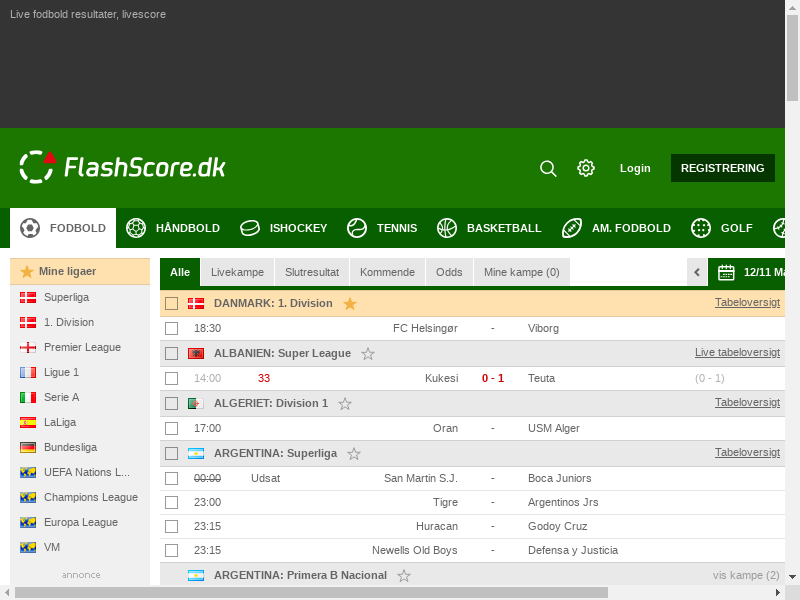 Live fodbold resultater, livescore
FlashScore.dk
Login
REGISTRERING
FODBOLD
HÅNDBOLD
ISHOCKEY
TENNIS
BASKETBALL
AM. FODBOLD
GOLF
Mine ligaer
Superliga
1. Division
Premier League
Ligue 1
Serie A
LaLiga
Bundesliga
UEFA Nations L...
Champions League
Europa League
VM
annonce
Alle
Livekampe
Slutresultat
Kommende
Odds
Mine kampe (0)
12/11 Ma
DANMARK: 1. Division Tabeloversigt
18:30 FC Helsingør - Viborg
ALBANIEN: Super League Live tabeloversigt
14:00 33 Kukesi 0 - 1 Teuta (0 - 1)
ALGERIET: Division 1 Tabeloversigt
17:00 Oran - USM Alger
ARGENTINA: Superliga Tabeloversigt
00:00 Udsat San Martin S.J. - Boca Juniors
23:00 Tigre - Argentinos Jrs
23:15 Huracan - Godoy Cruz
23:15 Newells Old Boys - Defensa y Justicia
ARGENTINA: Primera B Nacional vis kampe (2)